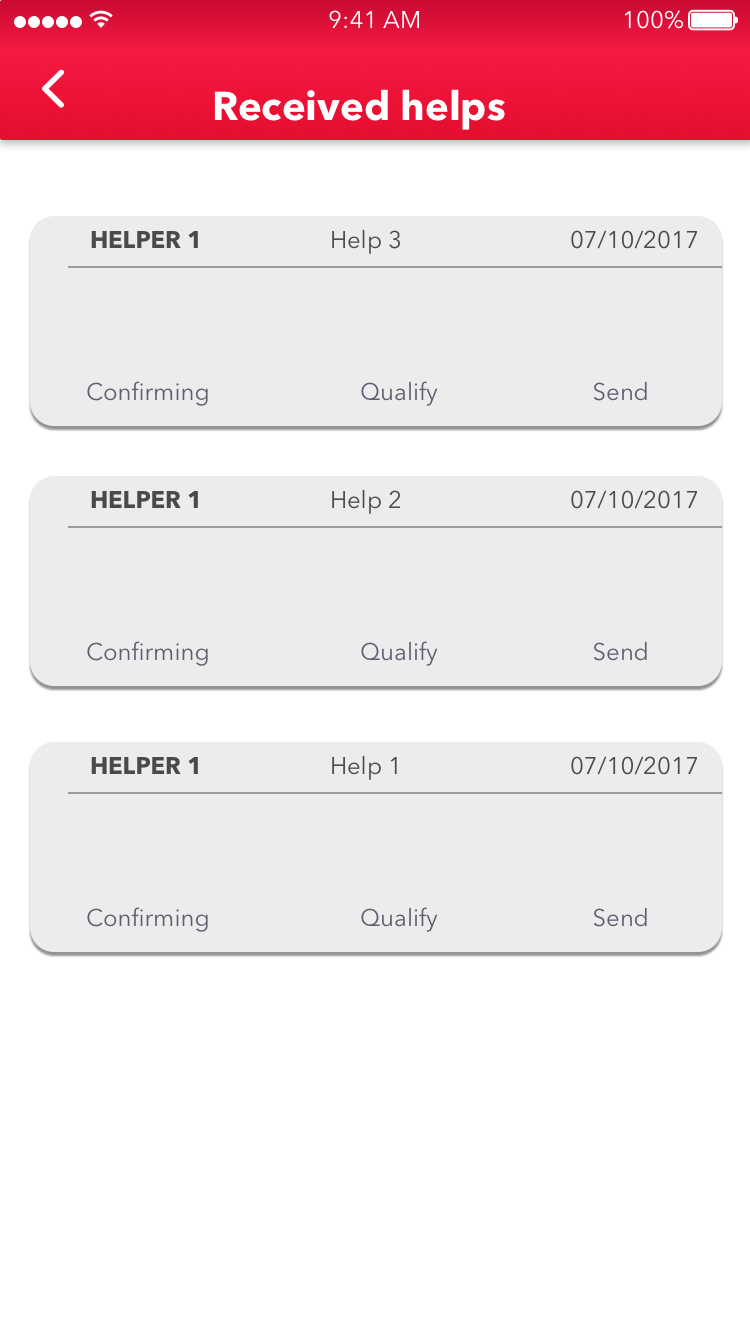 9:41 AM 100%
Received helps
HELPER 1 Help 3 07/10/2017
Confirming Qualify Send
HELPER 1 Help 2 07/10/2017
Confirming Qualify Send
HELPER 1 Help 1 07/10/2017
Confirming Qualify Send